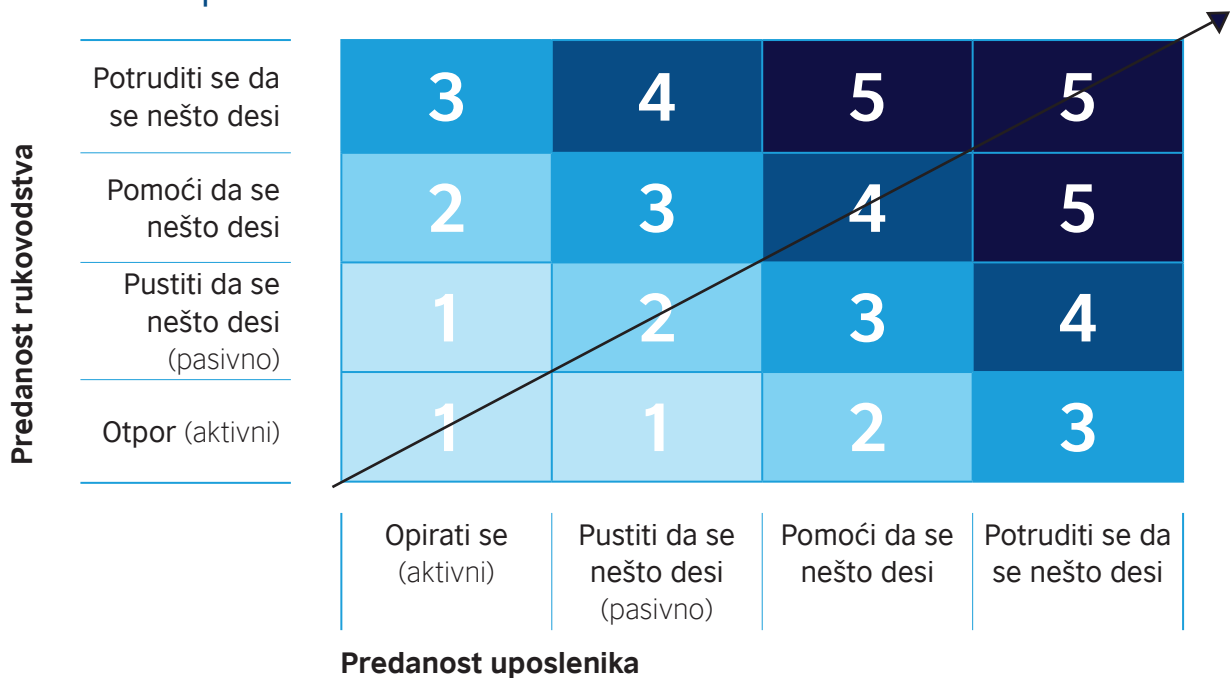 Potruditi se da
se nešto desi
3 4 5 5
Pomoći da se
nešto desi
2 3 4 5
Pustiti da se
nešto desi
(pasivno)
1 2 3 4
Otpor (aktivni)
1 1 2 3
Predanost rukovodstva
Opirati se
(aktivni)
Pustiti da se
nešto desi
(pasivno)
Pomoći da se
nešto desi
Potruditi se da
se nešto desi
Predanost uposlenika